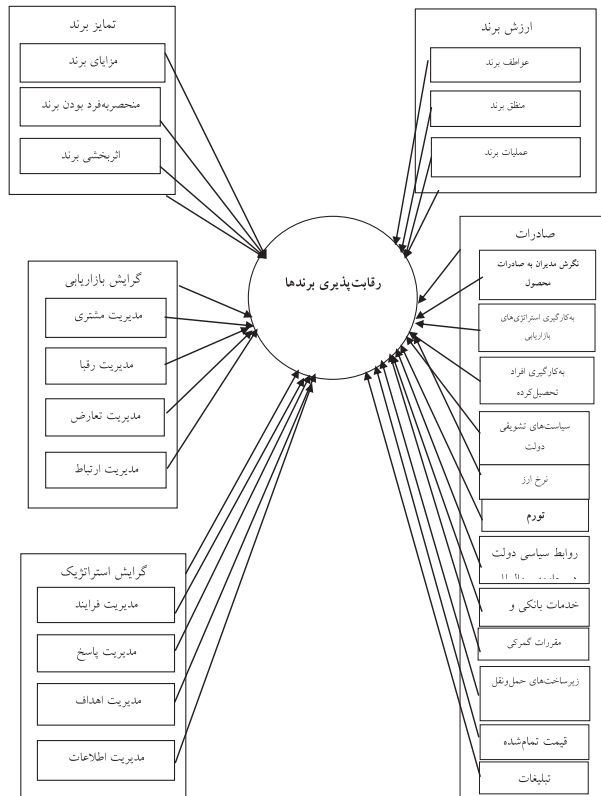 ارزش برند
عواطف برند
منطق برند
عملیات برند
تمایز برند
مزایای برند
منحصربه‌فرد بودن برند
اثربخشی برند
رقابت‌پذیری برندها
صادرات
نگرش مدیران به صادرات
محصول
به‌کارگیری استراتژی‌های
بازاریابی
به‌کارگیری افراد
تحصیل‌کرده
سیاست‌های تشویقی
دولت
نرخ ارز
تورم
روابط سیاسی دولت
خدمات بانکی و
مقررات گمرکی
زیرساخت‌های حمل‌ونقل
قیمت تمام‌شده
تبلیغات
گرایش بازاریابی
مدیریت مشتری
مدیریت رقبا
مدیریت تعارض
مدیریت ارتباط
گرایش استراتژیک
مدیریت فرایند
مدیریت پاسخ
مدیریت اهداف
مدیریت اطلاعات